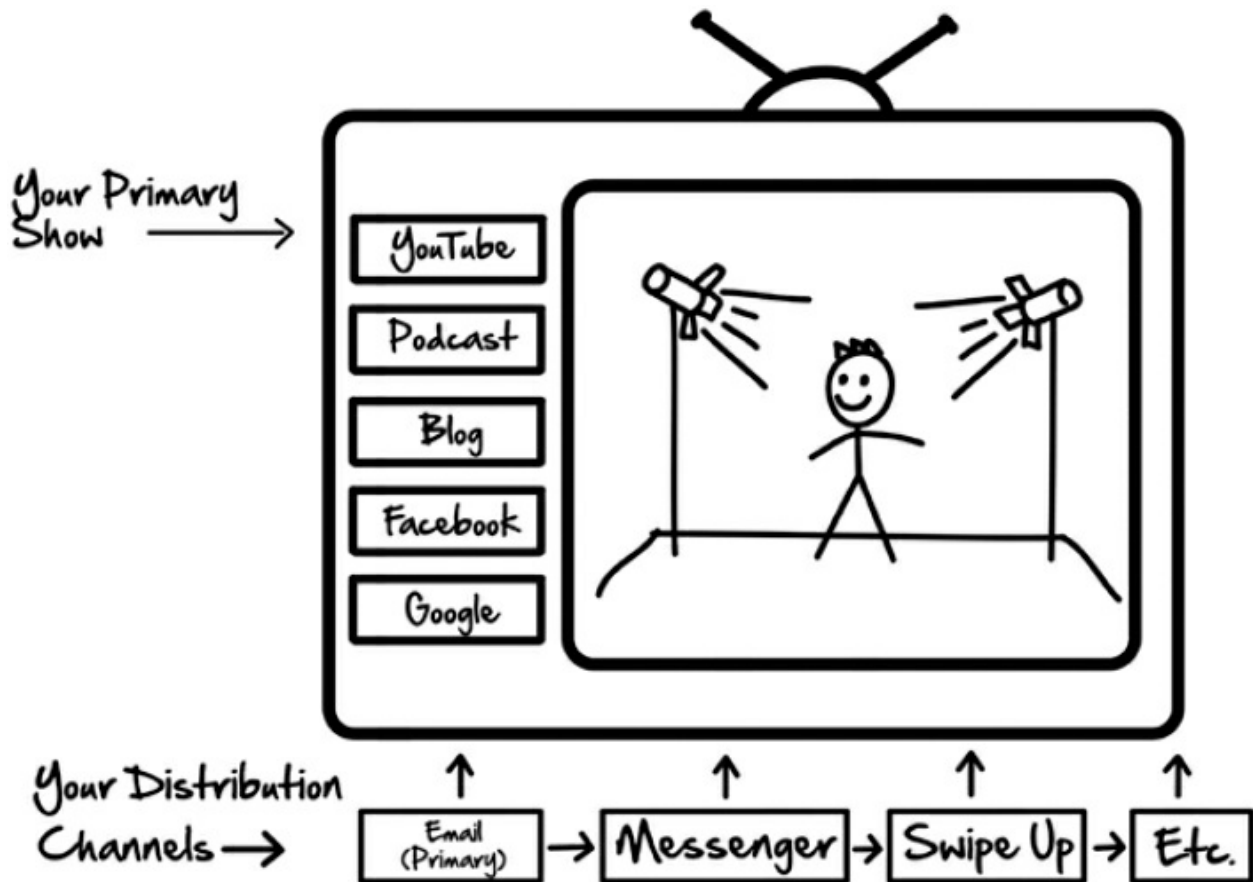 Your Primary
Show
YouTube
Podcast
Blog
Facebook
Google
Your Distribution
Channels
Email
(Primary)
Messenger
Swipe Up
Etc.